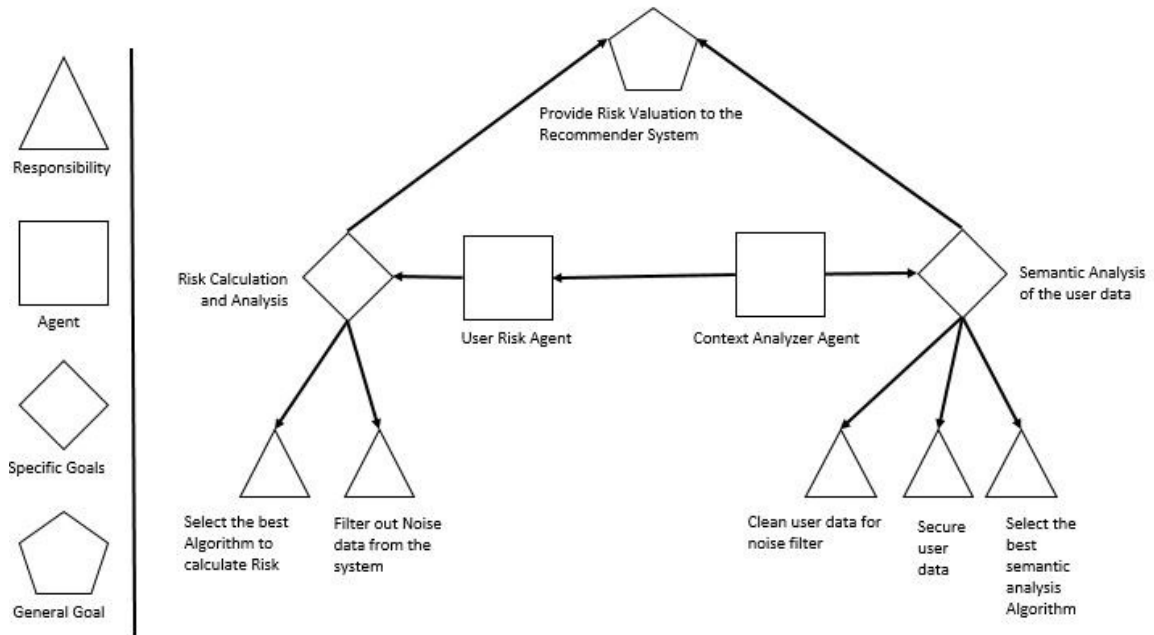 Responsibility
Agent
Specific Goals
General Goal
Provide Risk Valuation to the
Recommender System
Risk Calculation
and Analysis
User Risk Agent
Context Analyzer Agent
Semantic Analysis
of the user data
Select the best
Algorithm to
calculate Risk
Filter out Noise
data from the
system
Clean user data for
noise filter
Secure
user
data
Select the
best
semantic
analysis
Algorithm